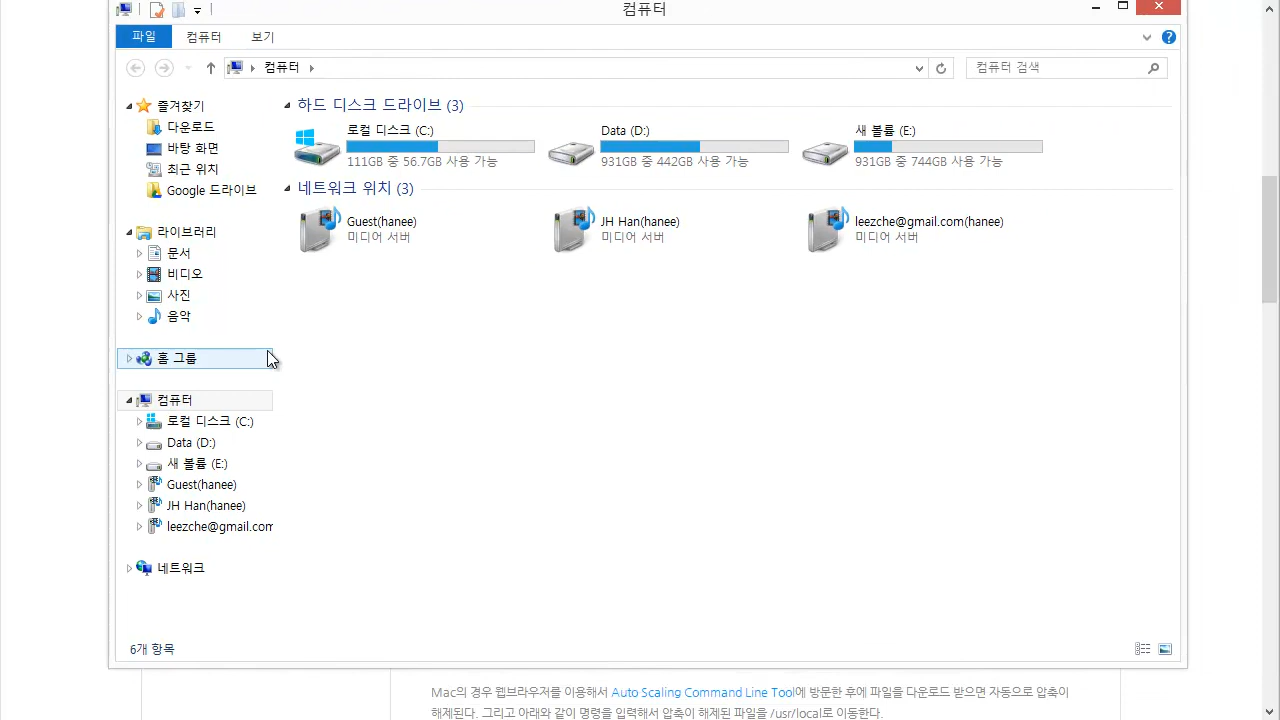 컴퓨터
파일
컴퓨터
보기
컴퓨터
컴퓨터 검색
즐겨찾기
다운로드
바탕 화면
최근 위치
Google 드라이브
라이브러리
문서
비디오
사진
음악
홈 그룹
컴퓨터
로컬 디스크 (C:)
Data (D:)
새 볼륨 (E:)
Guest(hanee)
JH Han(hanee)
leezche@gmail.com
네트워크
하드 디스크 드라이브 (3)
로컬 디스크 (C:)
111GB 중 56.7GB 사용 가능
Data (D:)
931GB 중 442GB 사용 가능
새 볼륨 (E:)
931GB 중 744GB 사용 가능
네트워크 위치 (3)
Guest(hanee)
미디어 서버
JH Han(hanee)
미디어 서버
leezche@gmail.com(hanee)
미디어 서버
6개 항목
Mac의 경우 웹브라우저를 이용해서 Auto Scaling Command Line Tool에 방문한 후에 파일을 다운로드 받으면 자동으로 압축이
해제된다. 그리고 아래와 같이 명령을 입력해서 압축이 해제된 파일을 /usr/local로 이동한다.